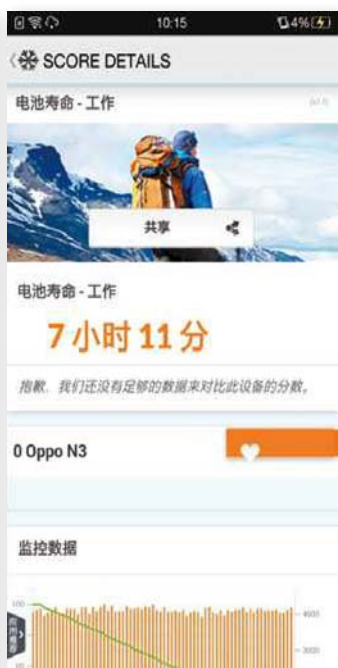 10:15
4%
SCORE DETAILS
电池寿命 - 工作
共享
电池寿命 - 工作
7 小时 11 分
抱歉，我们还没有足够的数据来对比此设备的分数。
0 Oppo N3
监控数据
100
4000
3000